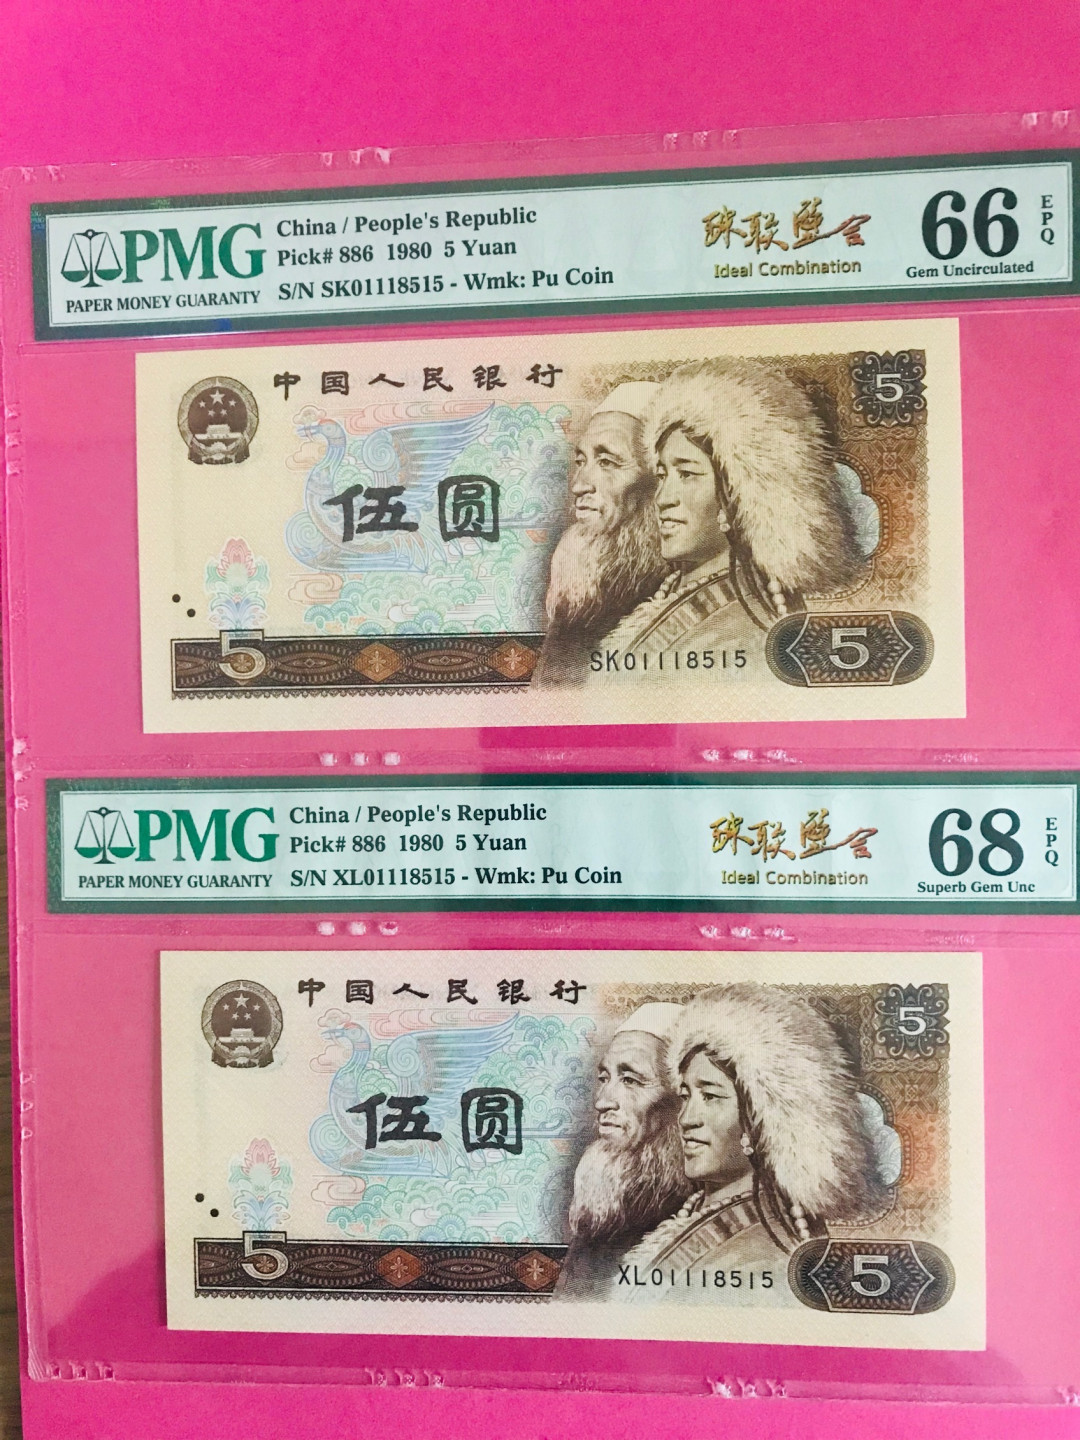 PMG
PAPER MONEY GUARANTY
China / People's Republic
Pick# 886 1980 5 Yuan
S/N SK01118515 - Wmk: Pu Coin
珠联璧合
Ideal Combination
66
Gem Uncirculated
EPQ
中国人民银行
5
伍圆
5
SK01118515
5
PMG
PAPER MONEY GUARANTY
China / People's Republic
Pick# 886 1980 5 Yuan
S/N XL01118515 - Wmk: Pu Coin
珠联璧合
Ideal Combination
68
Superb Gem Unc
EPQ
中国人民银行
5
伍圆
5
XL01118515
5